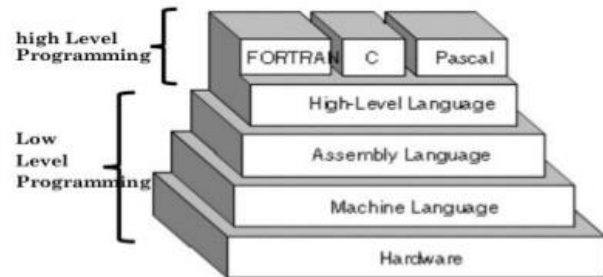 high Level
Programming
FORTRAN C Pascal
High-Level Language
Low
Level
Programming
Assembly Language
Machine Language
Hardware